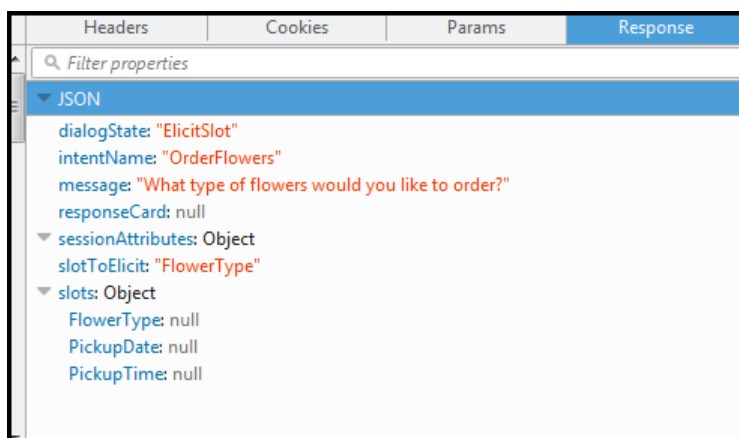 Headers Cookies Params Response
Filter properties
JSON
dialogState: "ElicitSlot"
intentName: "OrderFlowers"
message: "What type of flowers would you like to order?"
responseCard: null
sessionAttributes: Object
slotToElicit: "FlowerType"
slots: Object
FlowerType: null
PickupDate: null
PickupTime: null